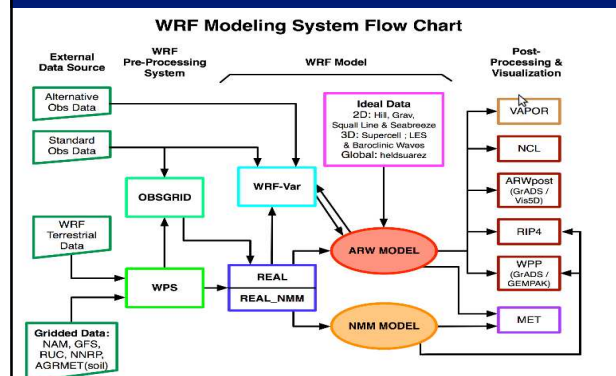 WRF Modeling System Flow Chart
External
Data Source
WRF
Pre-Processing
System
WRF Model
Post-
Processing &
Visualization
Alternative
Obs Data
Standard
Obs Data
WRF
Terrestrial
Data
Gridded Data:
NAM, GFS,
RUC, NNRP,
AGRMET(soil)
OBSGRID
WPS
WRF-Var
REAL
REAL_NMM
Ideal Data
2D: Hill, Grav,
Squall Line & Seabreeze
3D: Supercell ; LES
& Baroclinic Waves
Global: heldsuarez
ARW MODEL
NMM MODEL
VAPOR
NCL
ARWpost
(GrADS /
Vis5D)
RIP4
WPP
(GrADS /
GEMPAK)
MET